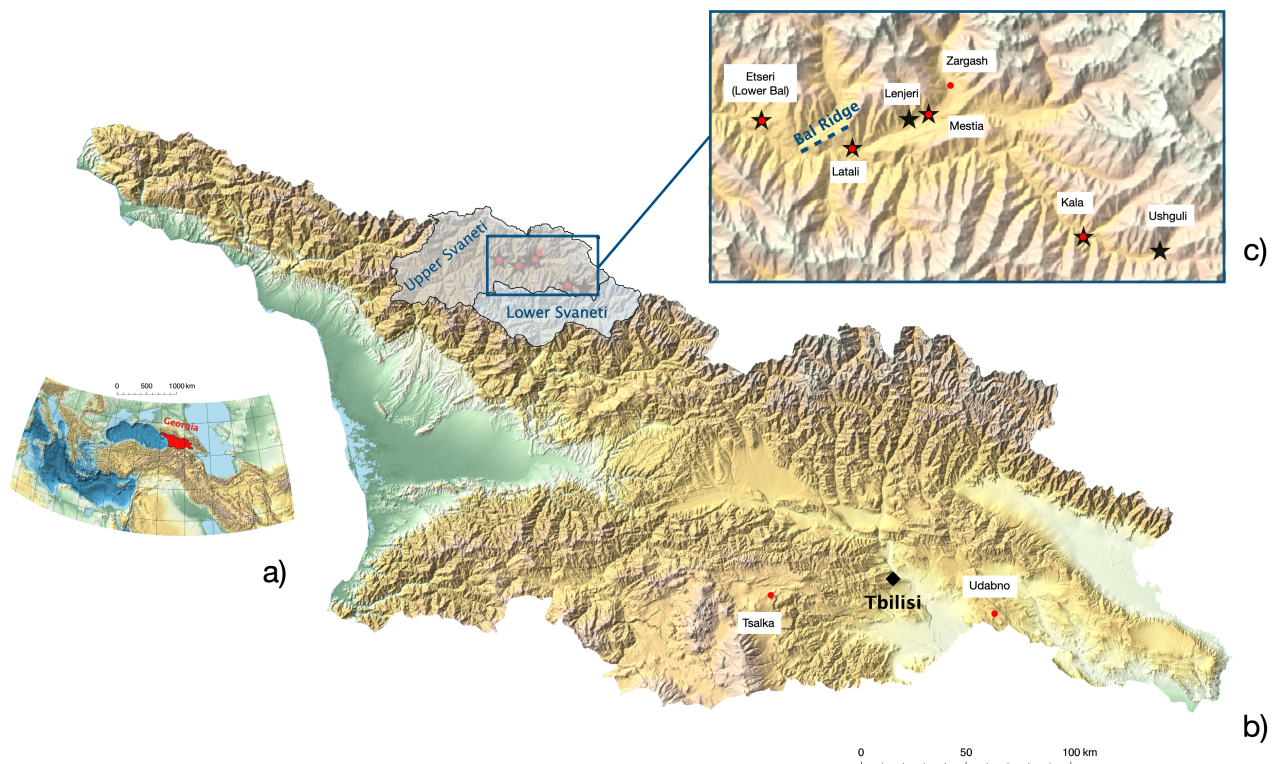 Zargash
Etseri
(Lower Bal)
Lenjeri
Bal Ridge
Mestia
Latali
Kala
Ushguli
c)
Upper Svaneti
Lower Svaneti
0 500 1000 km
Georgia
a)
Udabno
Tbilisi
Tsalka
b)
0 50 100 km